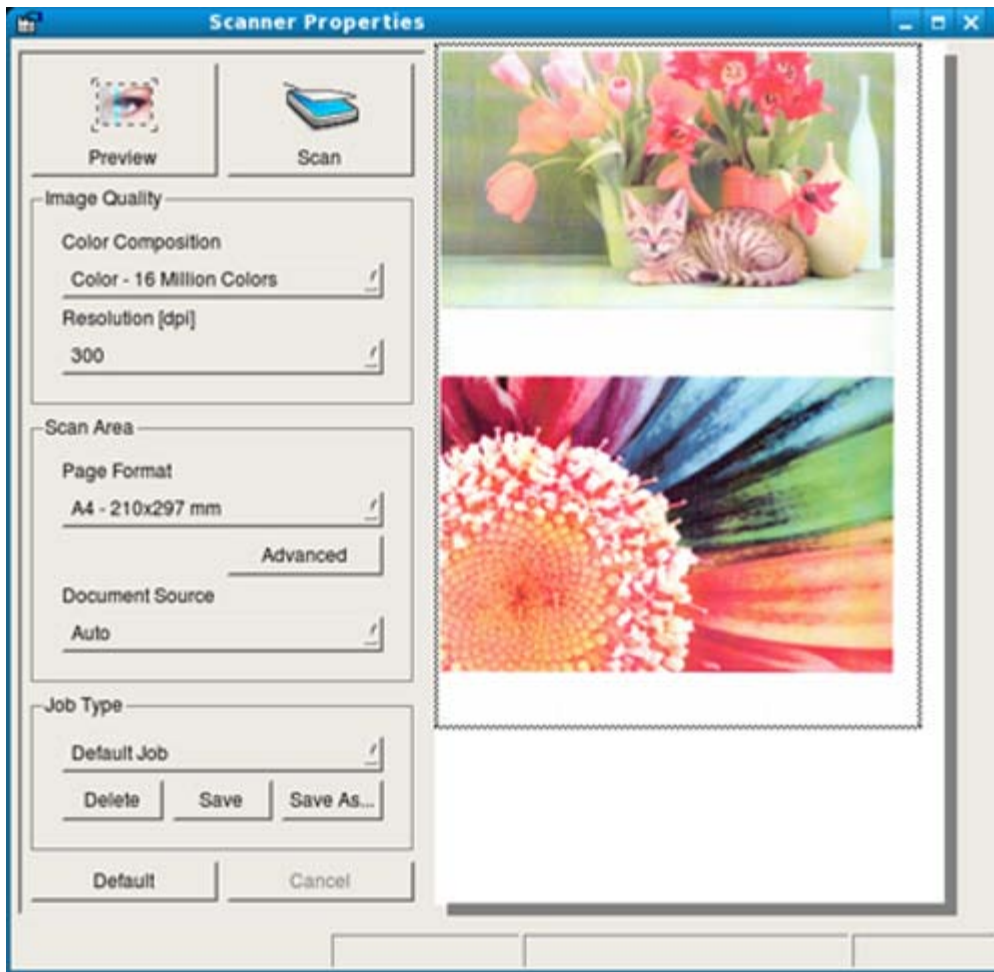 Scanner Properties
Preview
Scan
Image Quality
Color Composition
Color - 16 Million Colors
Resolution [dpi]
300
Scan Area
Page Format
A4 - 210x297 mm
Advanced
Document Source
Auto
Job Type
Default Job
Delete
Save
Save As...
Default
Cancel